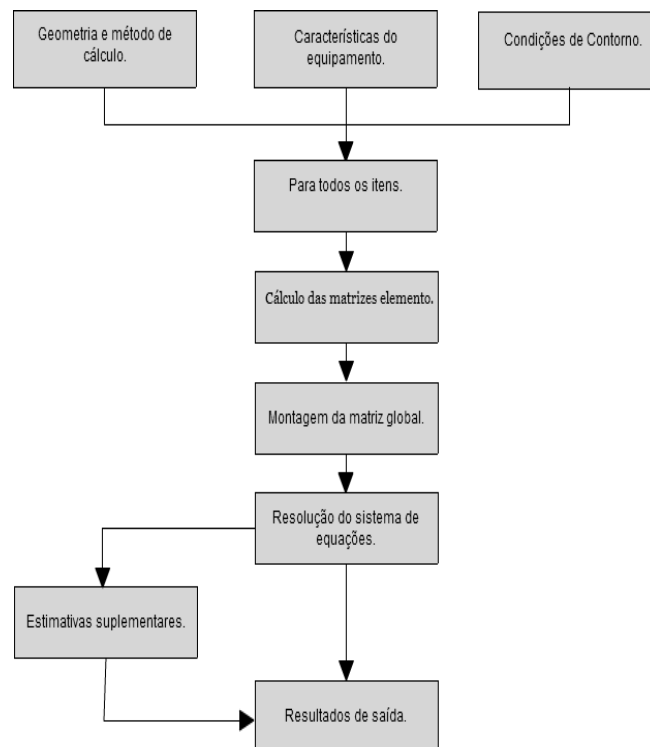 Geometria e método de
cálculo.
Características do
equipamento.
Condições de Contorno.
Para todos os itens.
Cálculo das matrizes elemento.
Montagem da matriz global.
Resolução do sistema de
equações.
Estimativas suplementares.
Resultados de saída.